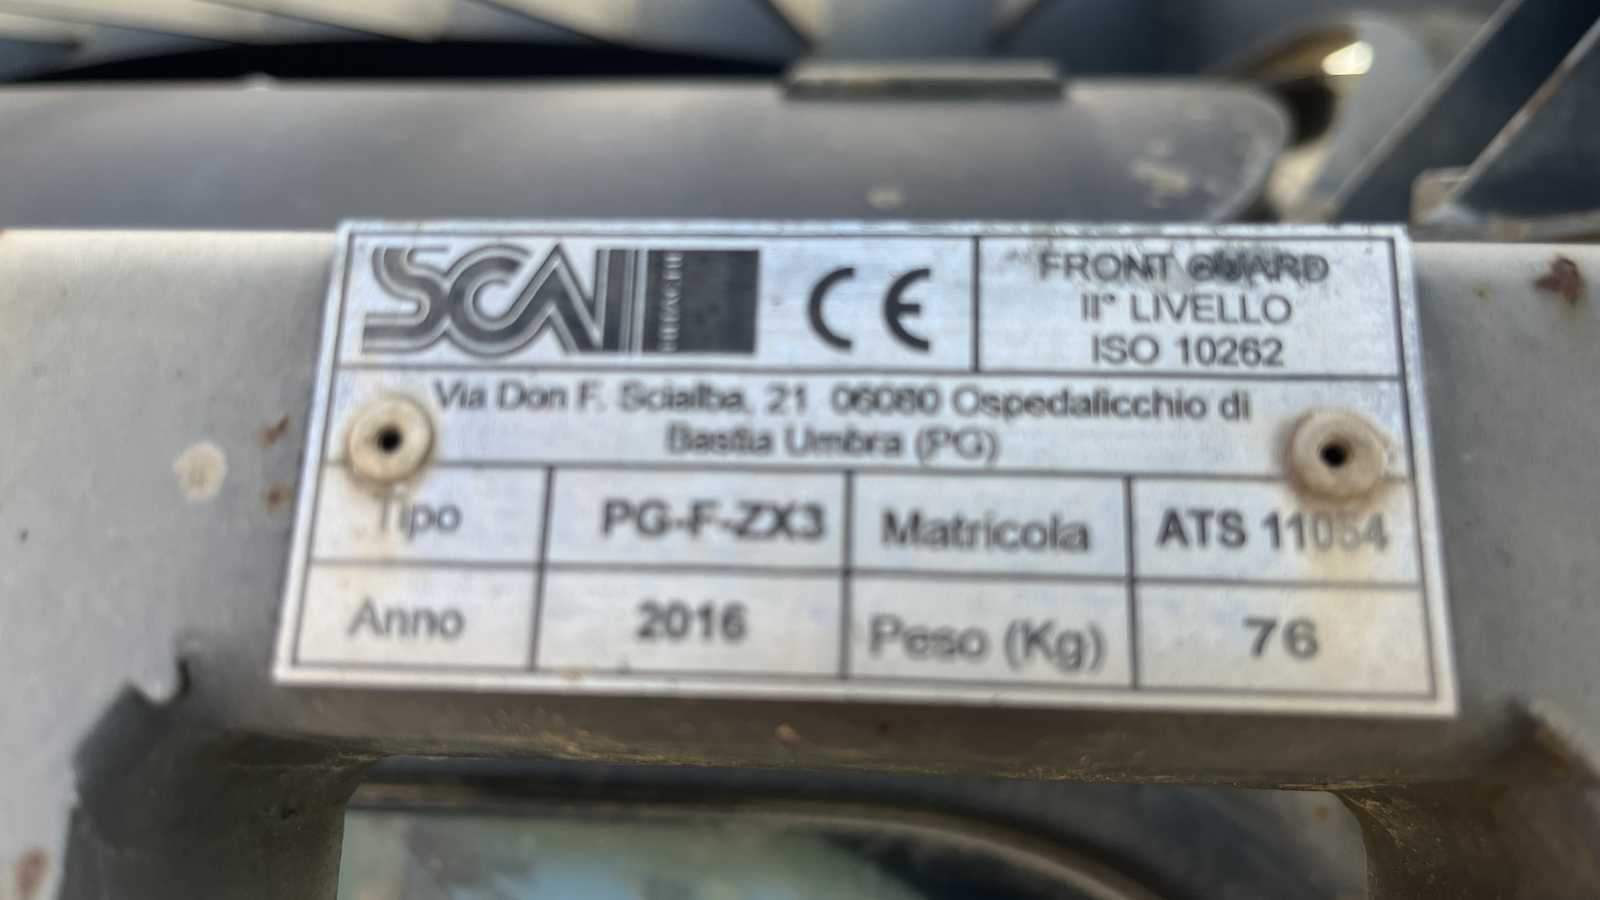 SCAI
CE
FRONT GUARD
II° LIVELLO
ISO 10262
Via Don F. Scialba, 21 06080 Ospedalicchio di
Bastia Umbra (PG)
Tipo PG-F-ZX3 Matricola ATS 11054
Anno 2016 Peso (Kg) 76